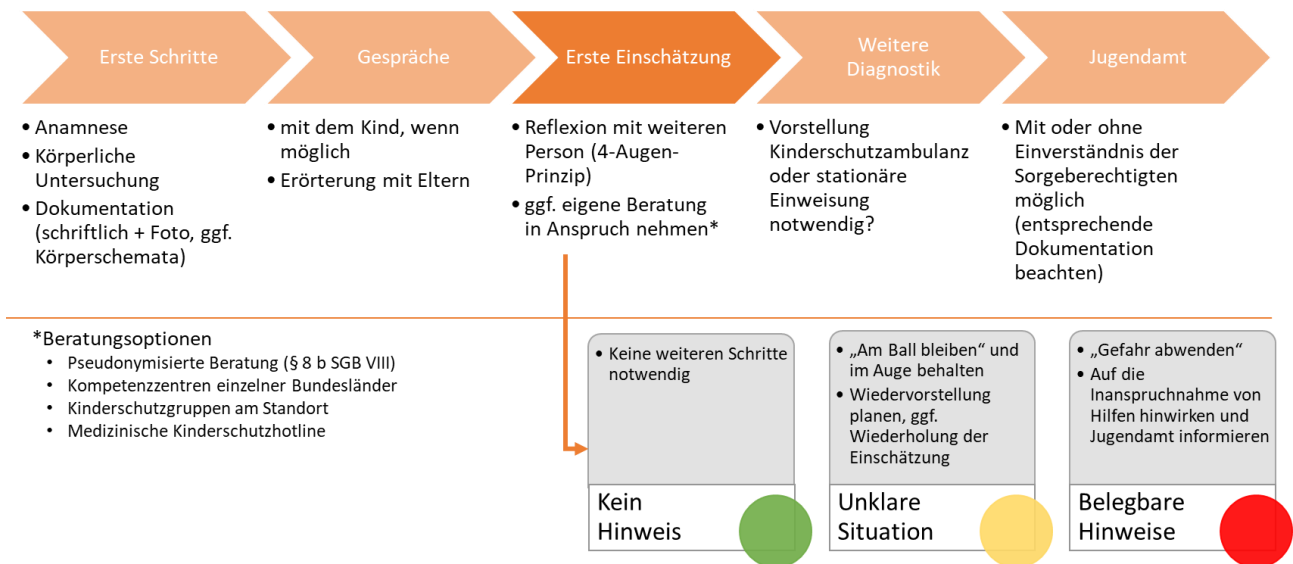 Erste Schritte
Gespräche
Erste Einschätzung
Weitere
Diagnostik
Jugendamt
• Anamnese
• Körperliche
Untersuchung
• Dokumentation
(schriftlich + Foto, ggf.
Körperschemata)
• mit dem Kind, wenn
möglich
• Erörterung mit Eltern
• Reflexion mit weiteren
Person (4-Augen-
Prinzip)
• ggf. eigene Beratung
in Anspruch nehmen*
• Vorstellung
Kinderschutzambulanz
oder stationäre
Einweisung
notwendig?
• Mit oder ohne
Einverständnis der
Sorgeberechtigten
möglich
(entsprechende
Dokumentation
beachten)
*Beratungsoptionen
• Pseudonymisierte Beratung (§ 8 b SGB VIII)
• Kompetenzzentren einzelner Bundesländer
• Kinderschutzgruppen am Standort
• Medizinische Kinderschutzhotline
• Keine weiteren Schritte
notwendig
Kein
Hinweis
• „Am Ball bleiben“ und
im Auge behalten
• Wiedervorstellung
planen, ggf.
Wiederholung der
Einschätzung
Unklare
Situation
• „Gefahr abwenden“
• Auf die
Inanspruchnahme von
Hilfen hinwirken und
Jugendamt informieren
Belegbare
Hinweise